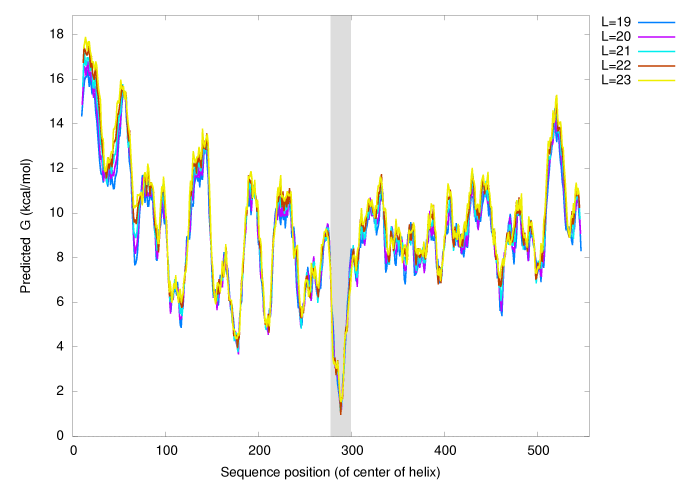 L=19
L=20
L=21
L=22
L=23
18
16
14
12
10
8
6
4
2
0
Predicted G (kcal/mol)
0 100 200 300 400 500
Sequence position (of center of helix)